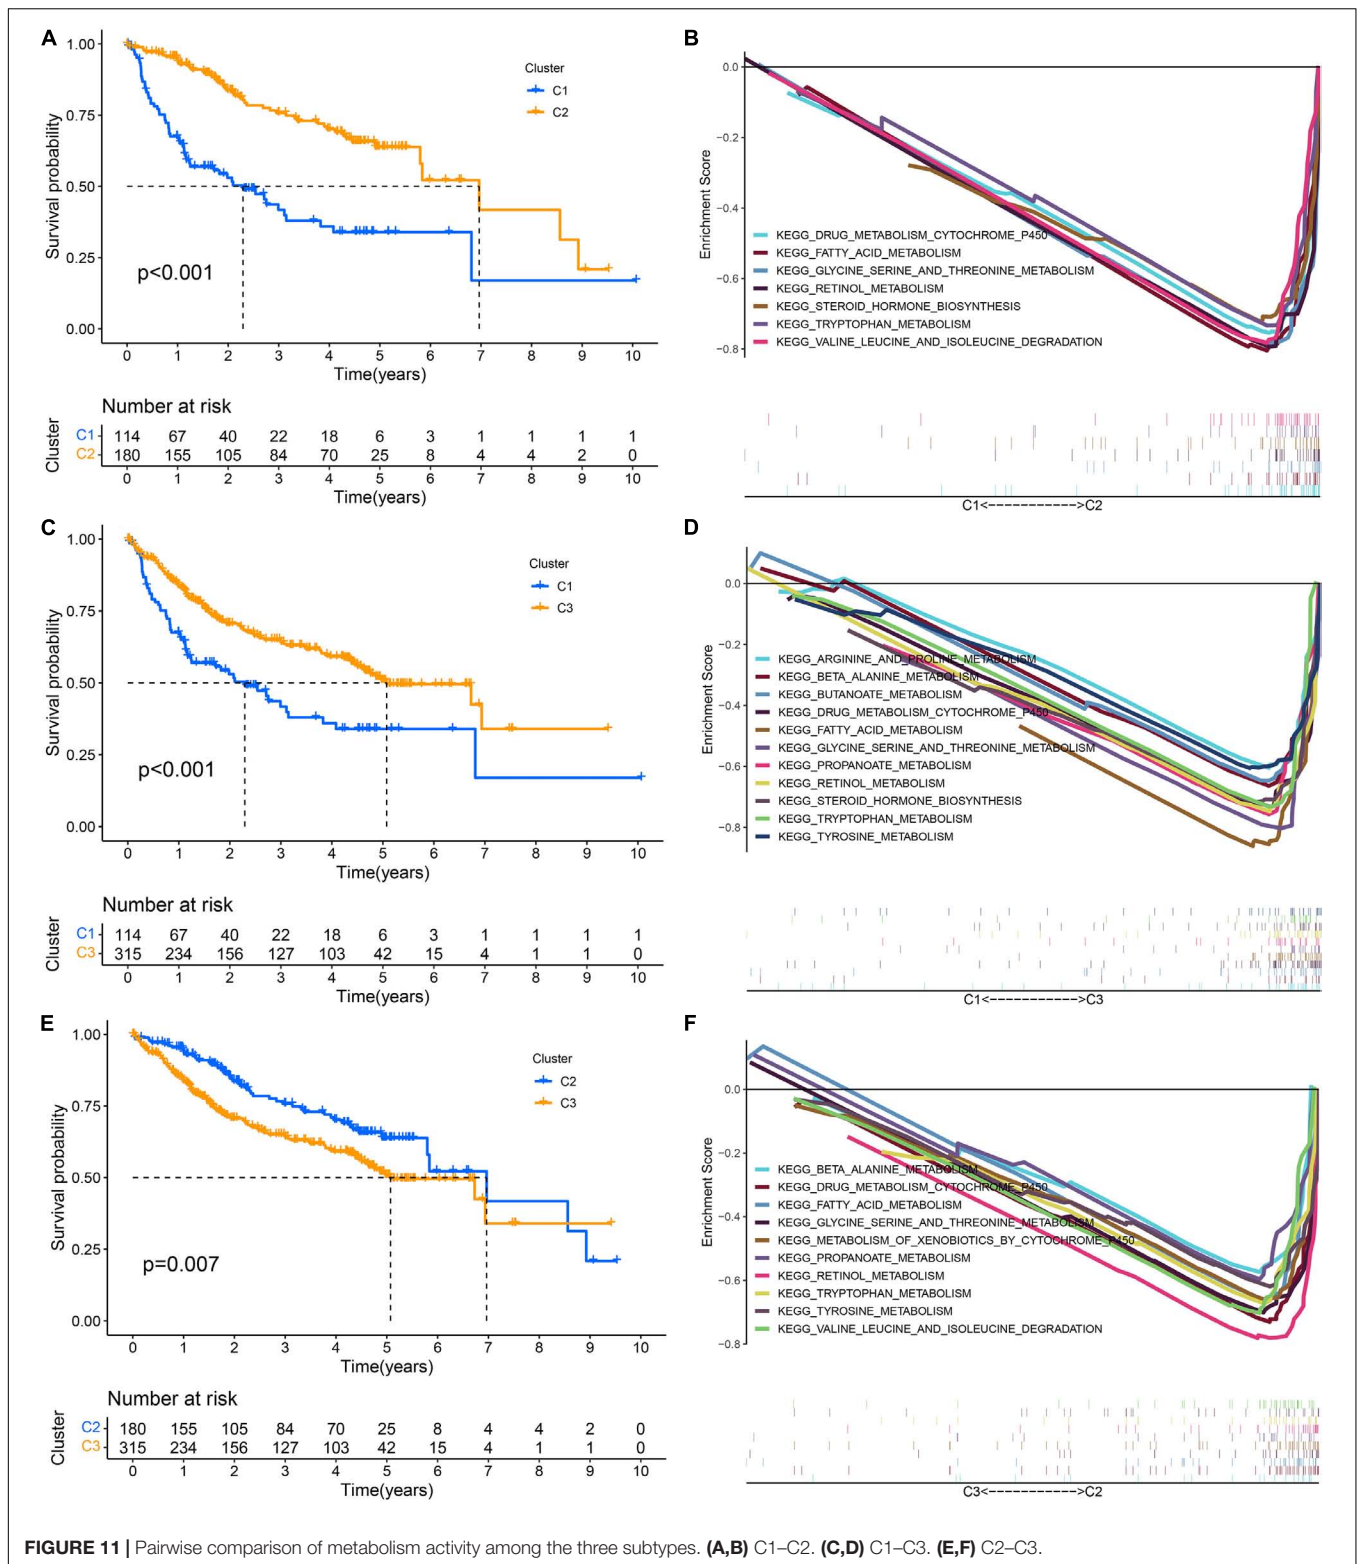 A
1.00
0.75
0.50
0.25
0.00
Survival probability
Cluster
C1
C2
p<0.001
0 1 2 3 4 5 6 7 8 9 10
Time(years)
Number at risk
Cluster
C1 114 67 40 22 18 6 3 1 1 1 1
C2 180 155 105 84 70 25 8 4 4 2 0
0 1 2 3 4 5 6 7 8 9 10
Time(years)
B
0.0
−0.2
−0.4
−0.6
−0.8
Enrichment Score
KEGG_DRUG_METABOLISM_CYTOCHROME_P450
KEGG_FATTY_ACID_METABOLISM
KEGG_GLYCINE_SERINE_AND_THREONINE_METABOLISM
KEGG_RETINOL_METABOLISM
KEGG_STEROID_HORMONE_BIOSYNTHESIS
KEGG_TRYPTOPHAN_METABOLISM
KEGG_VALINE_LEUCINE_AND_ISOLEUCINE_DEGRADATION
C1<−−−−−−−−−−−>C2
C
1.00
0.75
0.50
0.25
0.00
Survival probability
Cluster
C1
C3
p<0.001
0 1 2 3 4 5 6 7 8 9 10
Time(years)
Number at risk
Cluster
C1 114 67 40 22 18 6 3 1 1 1 1
C3 315 234 156 127 103 42 15 4 1 1 0
0 1 2 3 4 5 6 7 8 9 10
Time(years)
D
0.0
−0.2
−0.4
−0.6
−0.8
Enrichment Score
KEGG_ARGININE_AND_PROLINE_METABOLISM
KEGG_BETA_ALANINE_METABOLISM
KEGG_BUTANOATE_METABOLISM
KEGG_DRUG_METABOLISM_CYTOCHROME_P450
KEGG_FATTY_ACID_METABOLISM
KEGG_GLYCINE_SERINE_AND_THREONINE_METABOLISM
KEGG_PROPANOATE_METABOLISM
KEGG_RETINOL_METABOLISM
KEGG_STEROID_HORMONE_BIOSYNTHESIS
KEGG_TRYPTOPHAN_METABOLISM
KEGG_TYROSINE_METABOLISM
C1<−−−−−−−−−−−>C3
E
1.00
0.75
0.50
0.25
0.00
Survival probability
Cluster
C2
C3
p=0.007
0 1 2 3 4 5 6 7 8 9 10
Time(years)
Number at risk
Cluster
C2 180 155 105 84 70 25 8 4 4 2 0
C3 315 234 156 127 103 42 15 4 1 1 0
0 1 2 3 4 5 6 7 8 9 10
Time(years)
F
0.0
−0.2
−0.4
−0.6
−0.8
Enrichment Score
KEGG_BETA_ALANINE_METABOLISM
KEGG_DRUG_METABOLISM_CYTOCHROME_P450
KEGG_FATTY_ACID_METABOLISM
KEGG_GLYCINE_SERINE_AND_THREONINE_METABOLISM
KEGG_METABOLISM_OF_XENOBIOTICS_BY_CYTOCHROME_P450
KEGG_PROPANOATE_METABOLISM
KEGG_RETINOL_METABOLISM
KEGG_TRYPTOPHAN_METABOLISM
KEGG_TYROSINE_METABOLISM
KEGG_VALINE_LEUCINE_AND_ISOLEUCINE_DEGRADATION
C3<−−−−−−−−−−−>C2
FIGURE 11 | Pairwise comparison of metabolism activity among the three subtypes. (A,B) C1–C2. (C,D) C1–C3. (E,F) C2–C3.